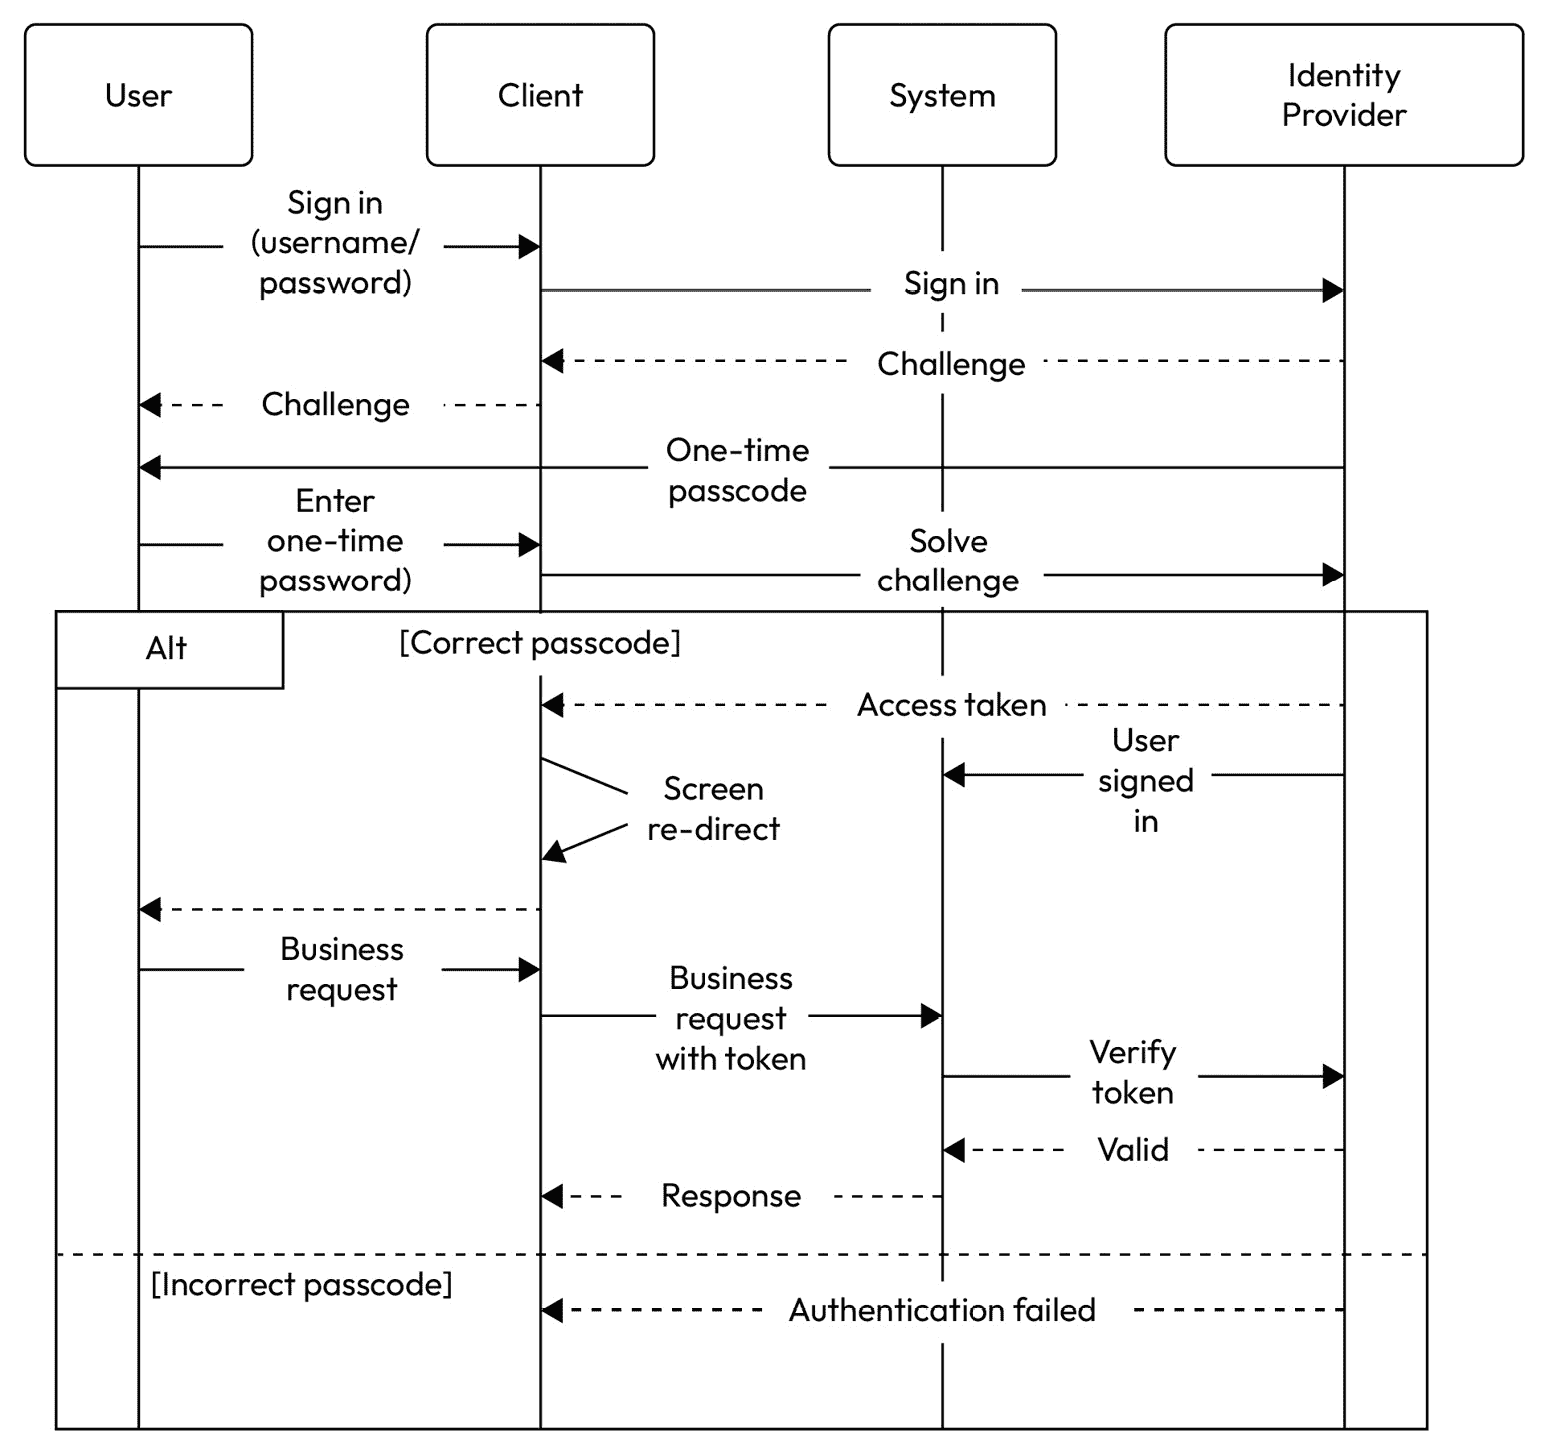 User
Client
System
Identity
Provider
Sign in
(username/
password)
Sign in
Challenge
Challenge
One-time
passcode
Enter
one-time
password)
Solve
challenge
Alt
[Correct passcode]
Access taken
User
signed
in
Screen
re-direct
Business
request
Business
request
with token
Verify
token
Valid
Response
[Incorrect passcode]
Authentication failed